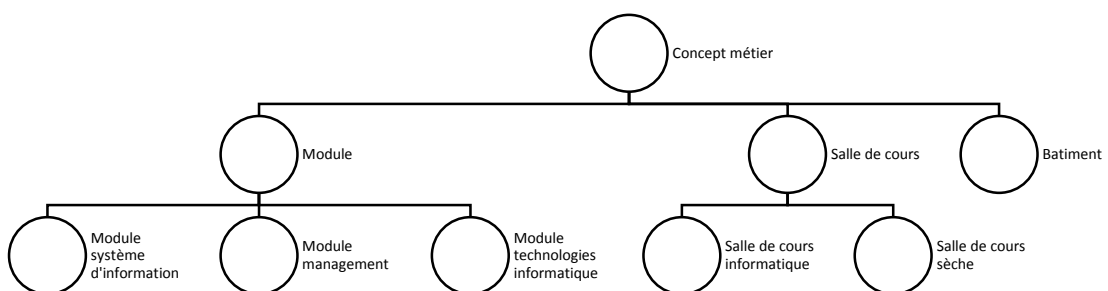 Concept métier
Module
Salle de cours
Batiment
Module
système
d'information
Module
management
Module
technologies
informatique
Salle de cours
informatique
Salle de cours
sèche